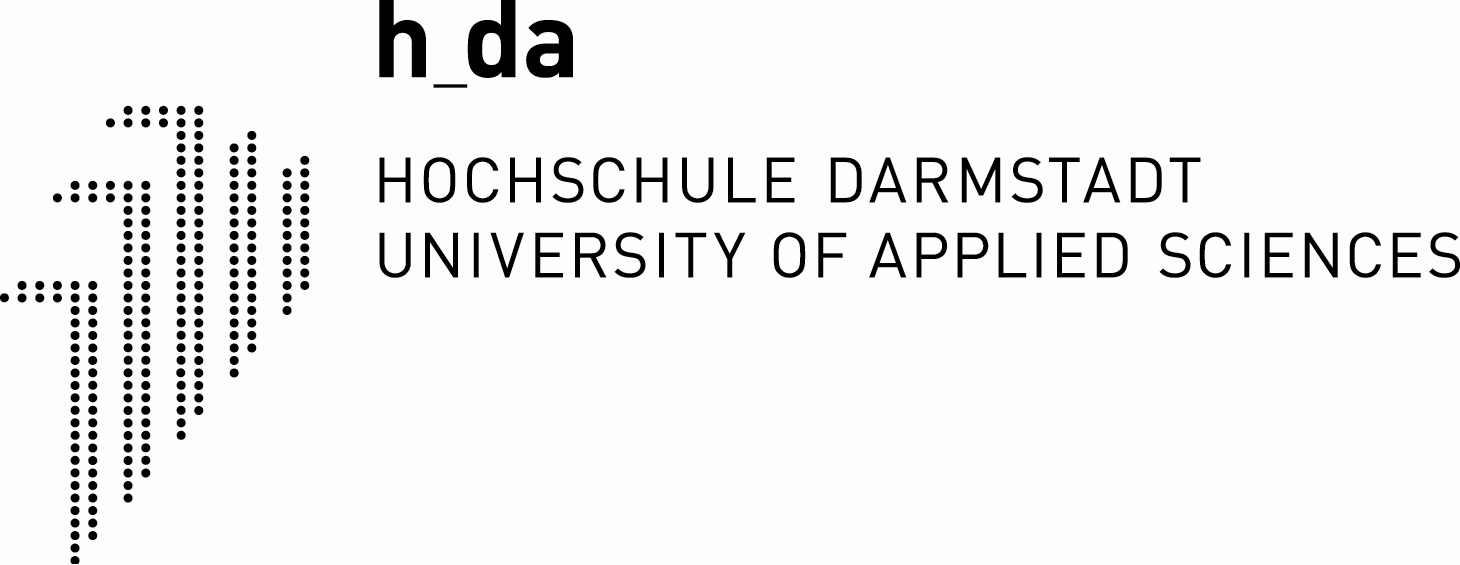 h_da
HOCHSCHULE DARMSTADT
UNIVERSITY OF APPLIED SCIENCES